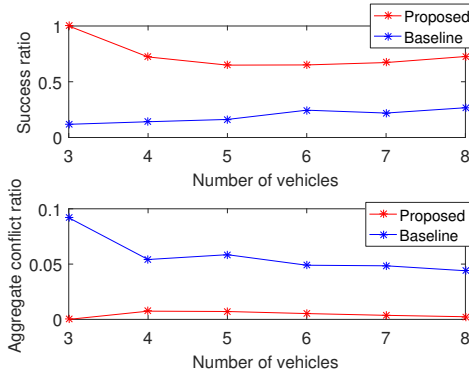 Success ratio
1
0.5
0
Proposed
Baseline
3 4 5 6 7 8
Number of vehicles
Aggregate conflict ratio
0.1
0.05
0
Proposed
Baseline
3 4 5 6 7 8
Number of vehicles